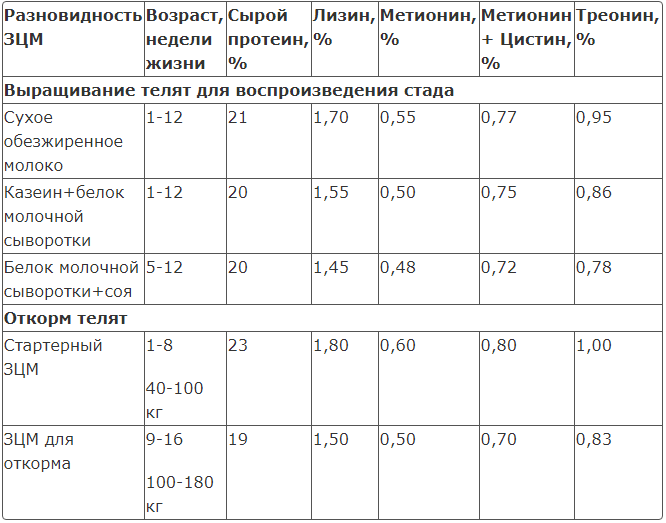 Разновидность ЗЦМ | Возраст, недели жизни | Сырой протеин, % | Лизин, % | Метионин, % | Метионин + Цистин, % | Треонин, %
Выращивание телят для воспроизведения стада
Сухое обезжиренное молоко | 1-12 | 21 | 1,70 | 0,55 | 0,77 | 0,95
Казеин+белок молочной сыворотки | 1-12 | 20 | 1,55 | 0,50 | 0,75 | 0,86
Белок молочной сыворотки+соя | 5-12 | 20 | 1,45 | 0,48 | 0,72 | 0,78
Откорм телят
Стартерный ЗЦМ | 1-8 40-100 кг | 23 | 1,80 | 0,60 | 0,80 | 1,00
ЗЦМ для откорма | 9-16 100-180 кг | 19 | 1,50 | 0,50 | 0,70 | 0,83